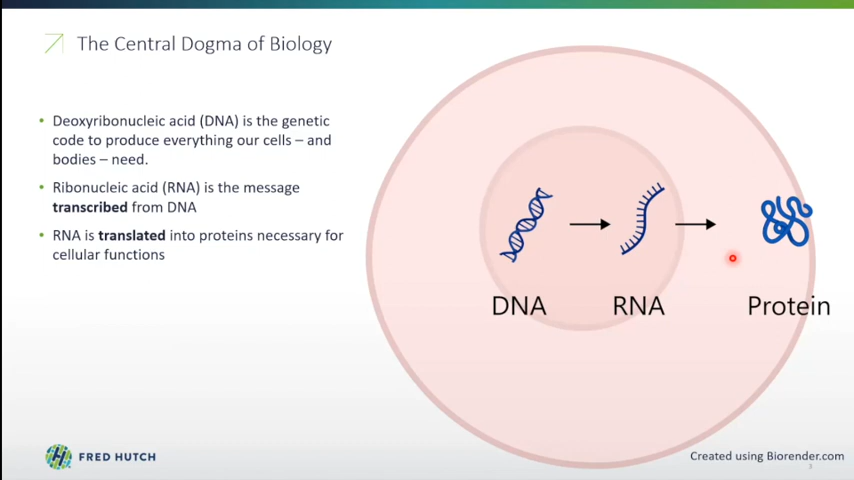 The Central Dogma of Biology
• Deoxyribonucleic acid (DNA) is the genetic
code to produce everything our cells – and
bodies – need.
• Ribonucleic acid (RNA) is the message
transcribed from DNA
• RNA is translated into proteins necessary for
cellular functions
DNA
RNA
Protein
FRED HUTCH
Created using Biorender.com
3